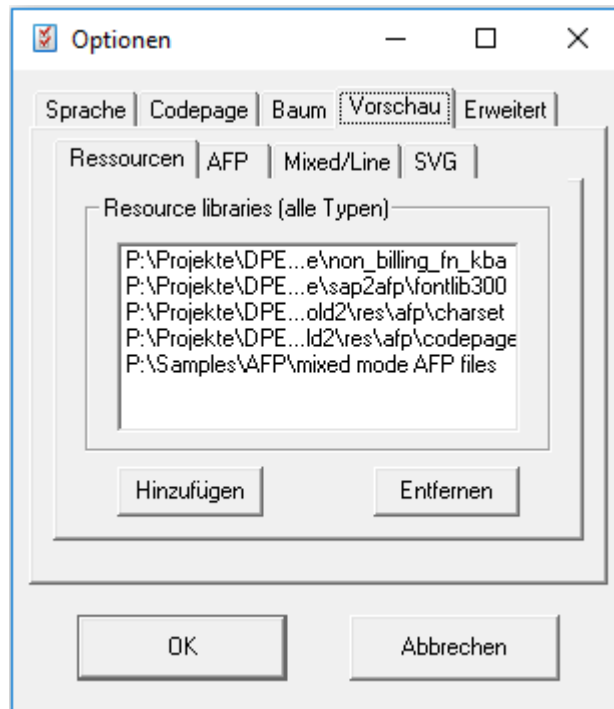 Optionen
Sprache Codepage Baum Vorschau Erweitert
Ressourcen AFP Mixed/Line SVG
Resource libraries (alle Typen)
P:\Projekte\DPE...e\non_billing_fn_kba
P:\Projekte\DPE...e\sap2afp\fontlib300
P:\Projekte\DPE...old2\res\afp\charset
P:\Projekte\DPE...ld2\res\afp\codepage
P:\Samples\AFP\mixed mode AFP files
Hinzufügen Entfernen
OK Abbrechen